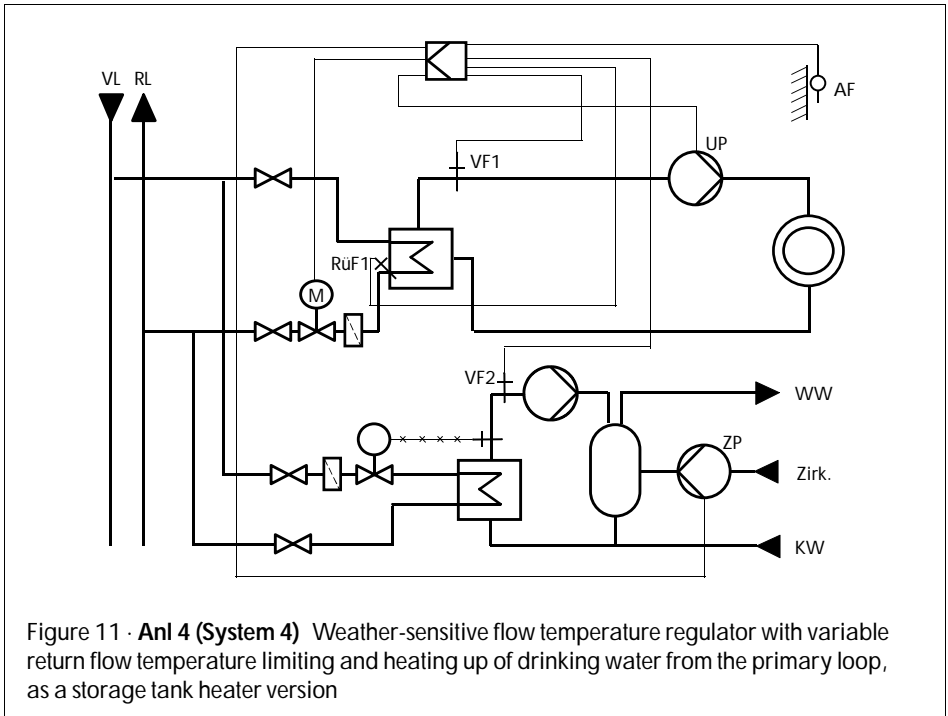 VL RL
AF
UP
VF1
RüF1
M
VF2
WW
ZP
Zirk.
KW
Figure 11 · Anl 4 (System 4) Weather-sensitive flow temperature regulator with variable
return flow temperature limiting and heating up of drinking water from the primary loop,
as a storage tank heater version